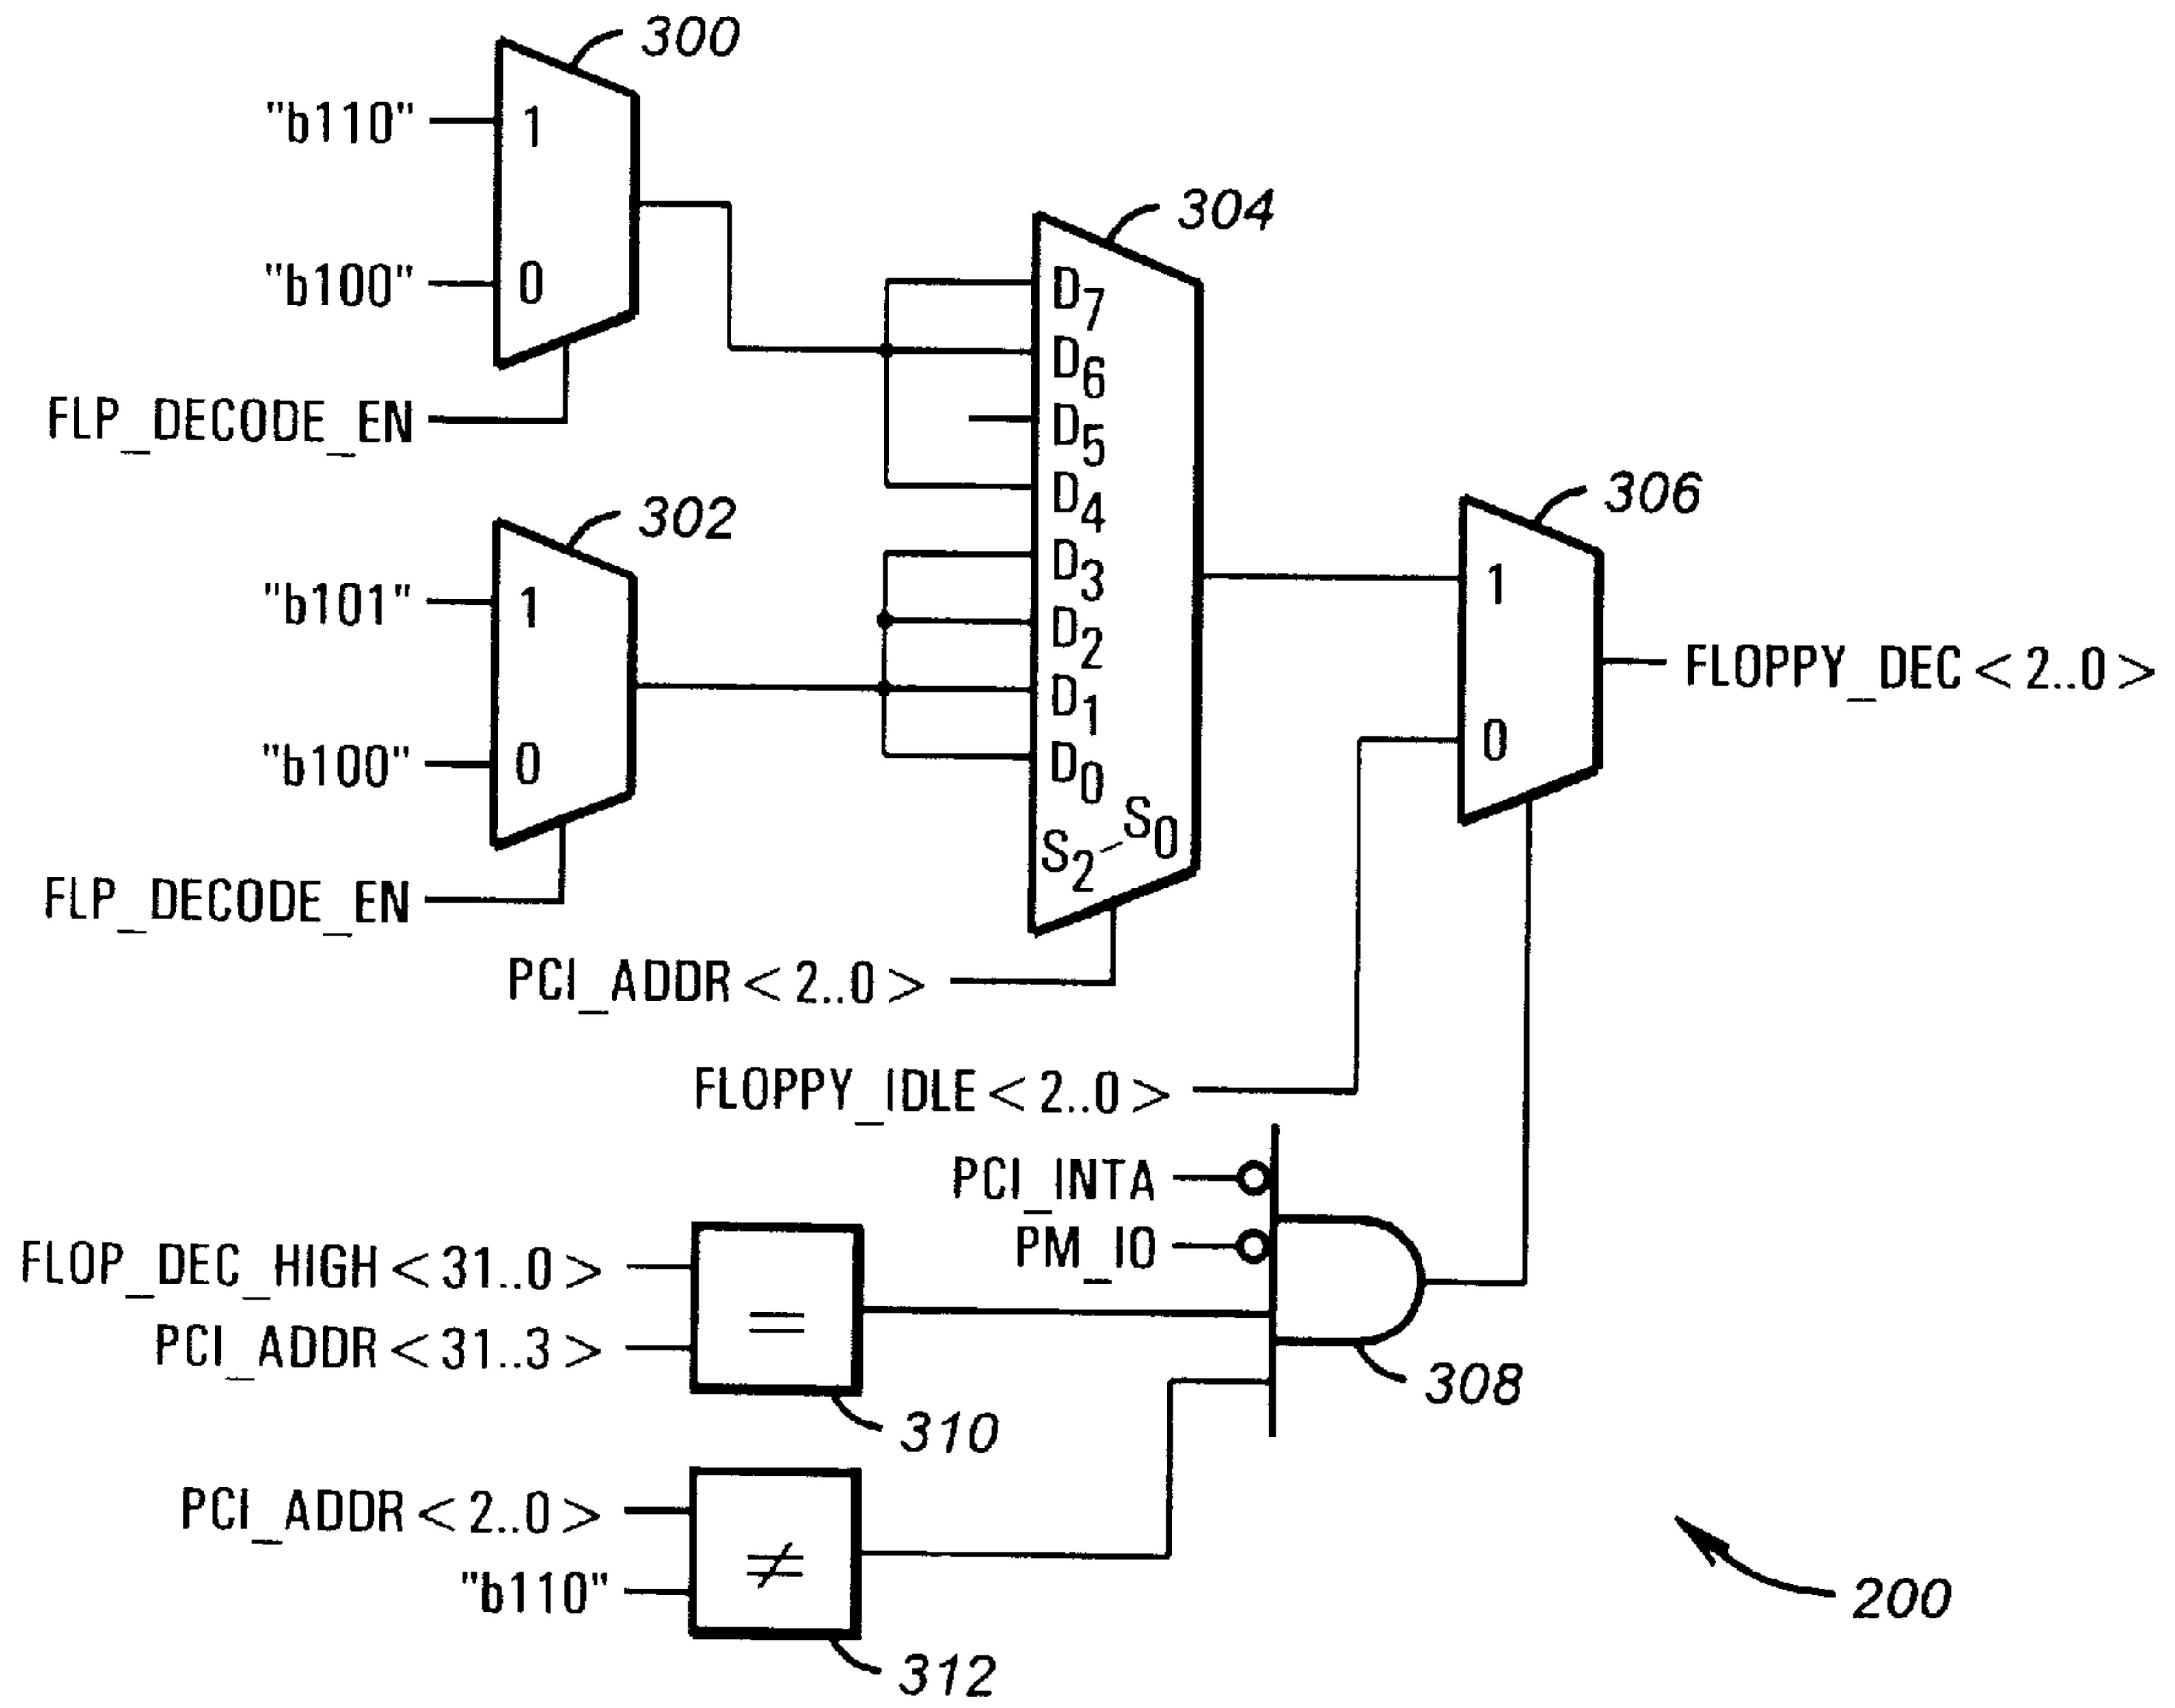 300
"b110"
1
"b100"
0
FLP_DECODE_EN
304
D7
D6
D5
D4
D3
D2
D1
D0
S2-S0
302
"b101"
1
"b100"
0
FLP_DECODE_EN
PCI_ADDR<2..0>
306
1
0
FLOPPY_DEC<2..0>
FLOPPY_IDLE<2..0>
PCI_INTA
PM_IO
FLOP_DEC_HIGH<31..0>
PCI_ADDR<31..3>
=
310
308
PCI_ADDR<2..0>
"b110"
≠
312
200